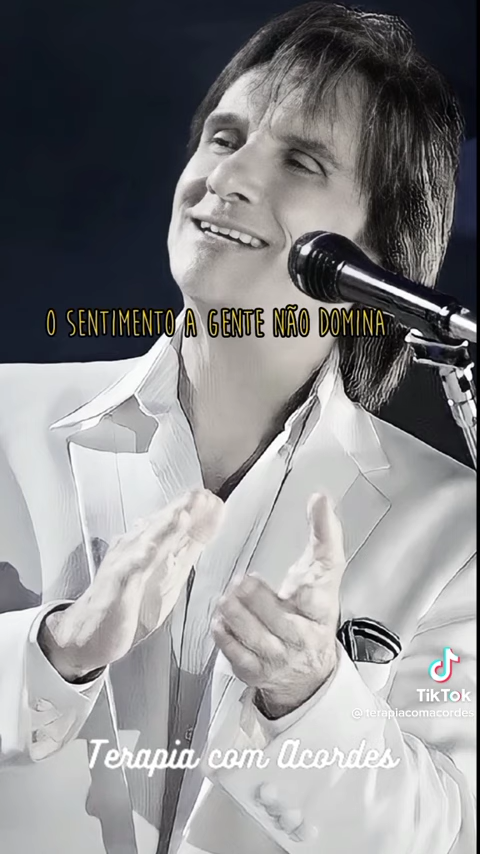 O SENTIMENTO A GENTE NÃO DOMINA
TikTok
@terapiacomacordes
Terapia com Acordes